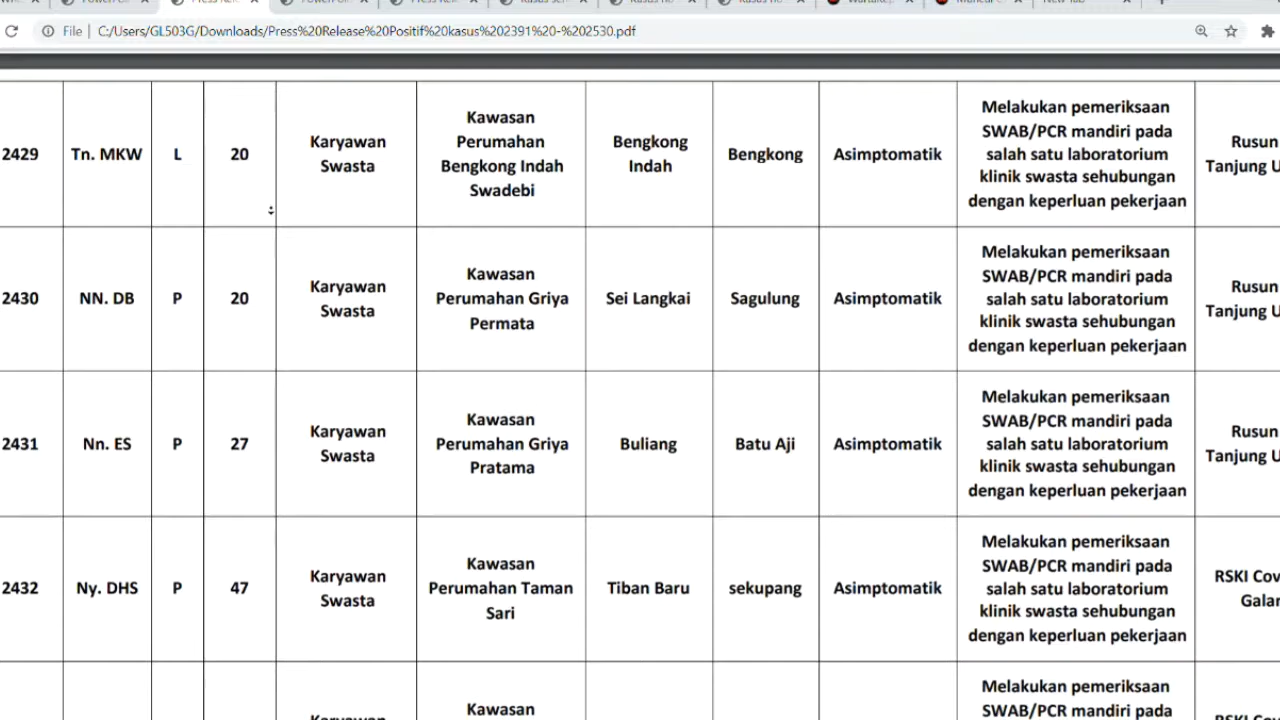 File | C:/Users/GL503G/Downloads/Press%20Release%20Positif%20kasus%202391%20-%202530.pdf
2429
Tn. MKW
L
20
Karyawan
Swasta
Kawasan
Perumahan
Bengkong Indah
Swadebi
Bengkong
Indah
Bengkong
Asimptomatik
Melakukan pemeriksaan
SWAB/PCR mandiri pada
salah satu laboratorium
klinik swasta sehubungan
dengan keperluan pekerjaan
Rusun
Tanjung U
2430
NN. DB
P
20
Karyawan
Swasta
Kawasan
Perumahan Griya
Permata
Sei Langkai
Sagulung
Asimptomatik
Melakukan pemeriksaan
SWAB/PCR mandiri pada
salah satu laboratorium
klinik swasta sehubungan
dengan keperluan pekerjaan
Rusun
Tanjung U
2431
Nn. ES
P
27
Karyawan
Swasta
Kawasan
Perumahan Griya
Pratama
Buliang
Batu Aji
Asimptomatik
Melakukan pemeriksaan
SWAB/PCR mandiri pada
salah satu laboratorium
klinik swasta sehubungan
dengan keperluan pekerjaan
Rusun
Tanjung U
2432
Ny. DHS
P
47
Karyawan
Swasta
Kawasan
Perumahan Taman
Sari
Tiban Baru
sekupang
Asimptomatik
Melakukan pemeriksaan
SWAB/PCR mandiri pada
salah satu laboratorium
klinik swasta sehubungan
dengan keperluan pekerjaan
RSKI Cov
Galan
Kawasan
Melakukan pemeriksaan
SWAB/PCR mandiri pada